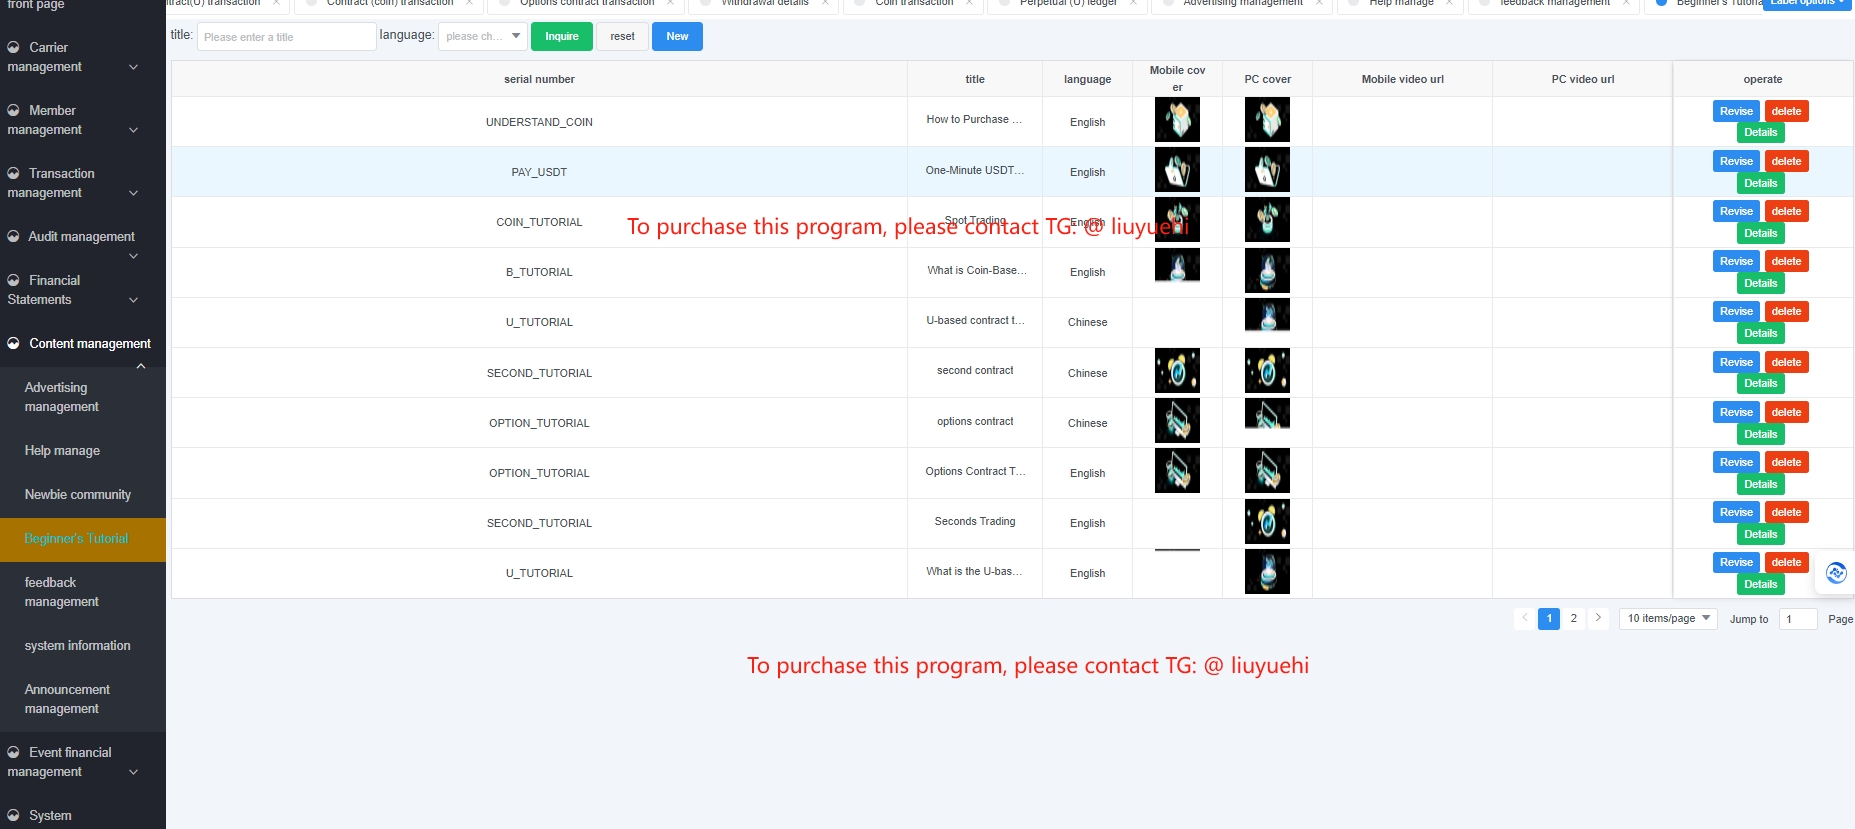 front page
Carrier
management
Member
management
Transaction
management
Audit management
Financial
Statements
Content management
Advertising
management
Help manage
Newbie community
Beginner's Tutorial
feedback
management
system information
Announcement
management
Event financial
management
System
tract(U) transaction
Contract (coin) transaction
Options contract transaction
Withdrawal details
Coin transaction
Perpetual (U) ledger
Advertising management
Help manage
feedback management
Beginner's Tutoria
Label options
title: Please enter a title language: please ch... Inquire reset New
serial number title language Mobile cov
er PC cover Mobile video url PC video url operate
UNDERSTAND_COIN How to Purchase ... English Revise delete
Details
PAY_USDT One-Minute USDT... English Revise delete
Details
COIN_TUTORIAL Spot Trading English Revise delete
Details
To purchase this program, please contact TG: @ liuyuehi
B_TUTORIAL What is Coin-Base... English Revise delete
Details
U_TUTORIAL U-based contract t... Chinese Revise delete
Details
SECOND_TUTORIAL second contract Chinese Revise delete
Details
OPTION_TUTORIAL options contract Chinese Revise delete
Details
OPTION_TUTORIAL Options Contract T... English Revise delete
Details
SECOND_TUTORIAL Seconds Trading English Revise delete
Details
U_TUTORIAL What is the U-bas... English Revise delete
Details
1 2 10 items/page Jump to 1 Page
To purchase this program, please contact TG: @ liuyuehi